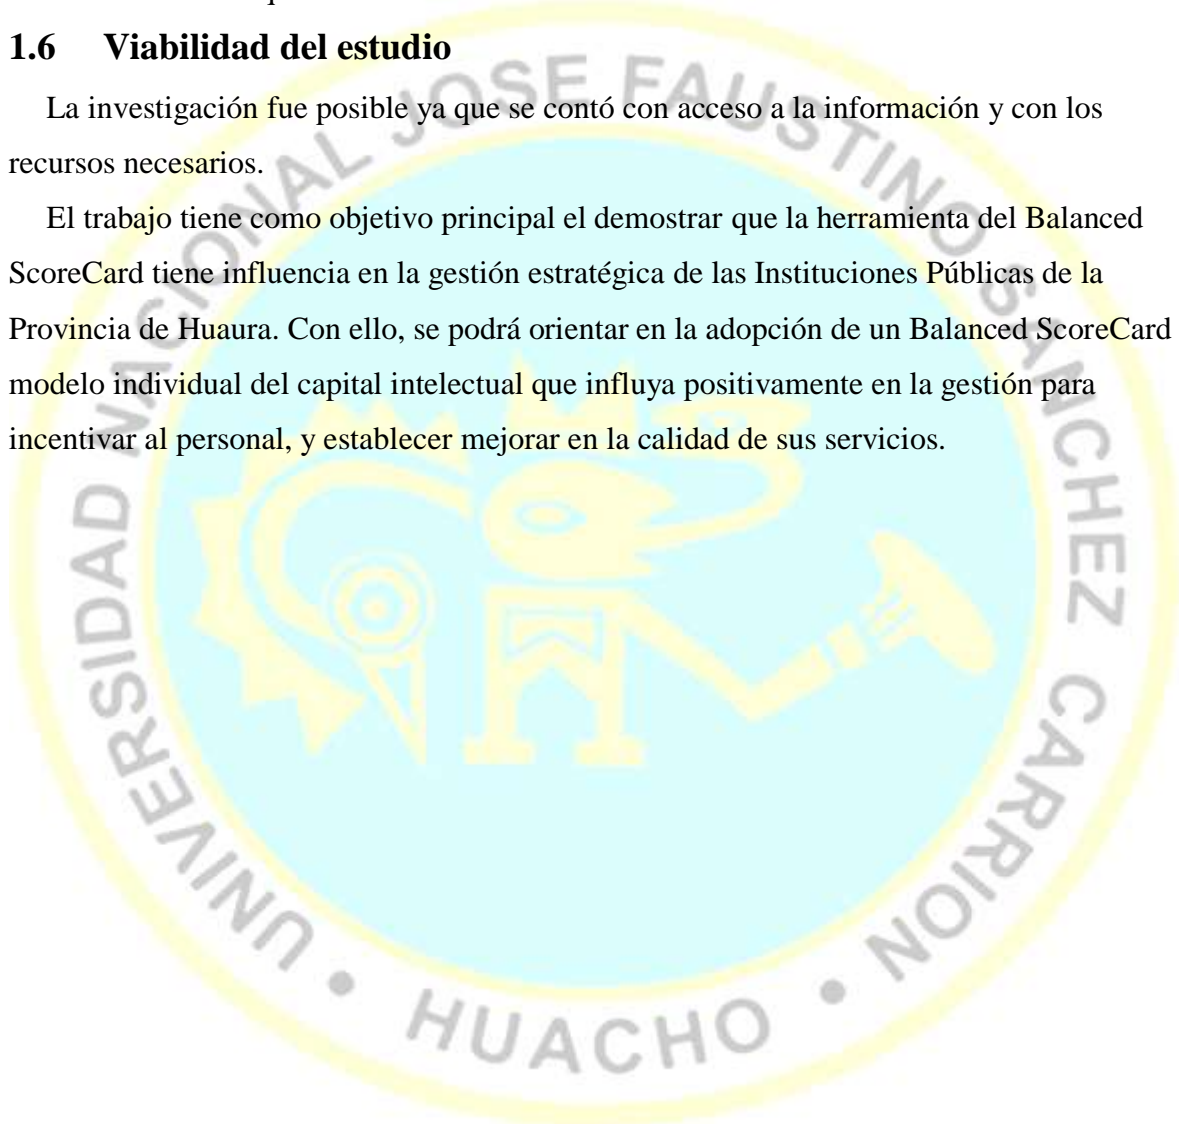 1.6 Viabilidad del estudio
La investigación fue posible ya que se contó con acceso a la información y con los
recursos necesarios.
El trabajo tiene como objetivo principal el demostrar que la herramienta del Balanced
ScoreCard tiene influencia en la gestión estratégica de las Instituciones Públicas de la
Provincia de Huaura. Con ello, se podrá orientar en la adopción de un Balanced ScoreCard
modelo individual del capital intelectual que influya positivamente en la gestión para
incentivar al personal, y establecer mejorar en la calidad de sus servicios.
UNIVERSIDAD NACIONAL JOSE FAUSTINO SANCHEZ CARRION
• HUACHO •